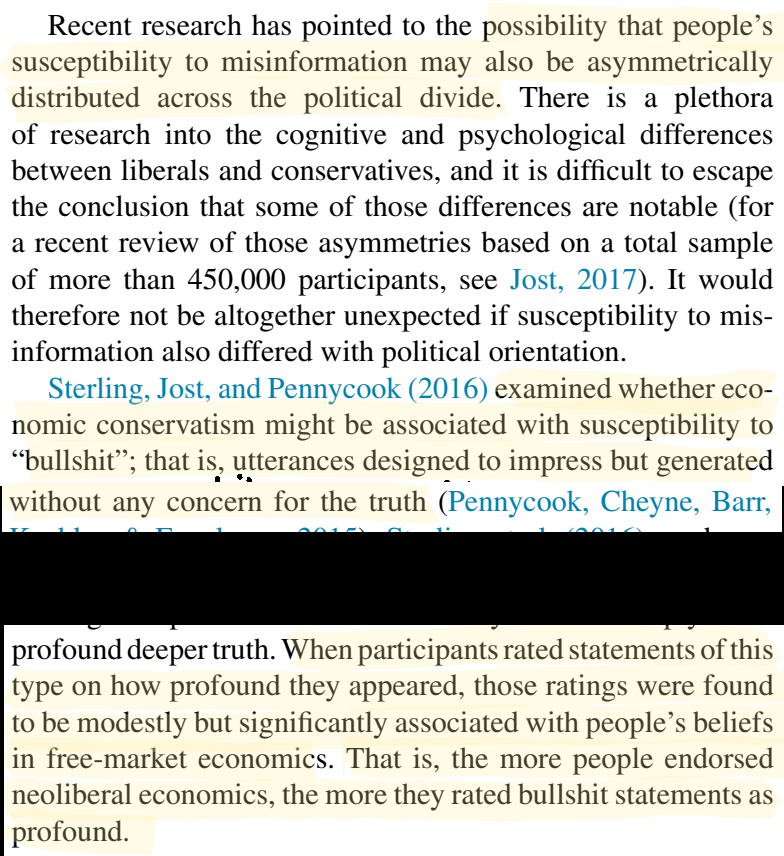 Recent research has pointed to the possibility that people's
susceptibility to misinformation may also be asymmetrically
distributed across the political divide. There is a plethora
of research into the cognitive and psychological differences
between liberals and conservatives, and it is difficult to escape
the conclusion that some of those differences are notable (for
a recent review of those asymmetries based on a total sample
of more than 450,000 participants, see Jost, 2017). It would
therefore not be altogether unexpected if susceptibility to mis-
information also differed with political orientation.
Sterling, Jost, and Pennycook (2016) examined whether eco-
nomic conservatism might be associated with susceptibility to
“bullshit”; that is, utterances designed to impress but generated
without any concern for the truth (Pennycook, Cheyne, Barr,
profound deeper truth. When participants rated statements of this
type on how profound they appeared, those ratings were found
to be modestly but significantly associated with people's beliefs
in free-market economics. That is, the more people endorsed
neoliberal economics, the more they rated bullshit statements as
profound.